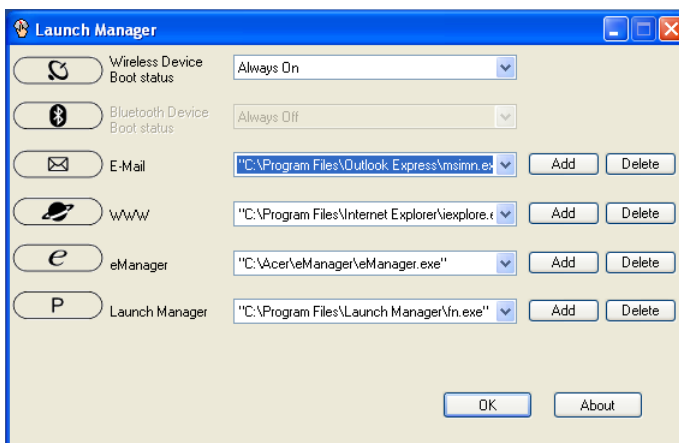 Launch Manager
Wireless Device
Boot status
Always On
Bluetooth Device
Boot status
Always Off
E-Mail
"C:\Program Files\Outlook Express\msimn.ex
Add
Delete
WWW
"C:\Program Files\Internet Explorer\iexplore.e
Add
Delete
e
eManager
"C:\Acer\eManager\eManager.exe"
Add
Delete
P
Launch Manager
"C:\Program Files\Launch Manager\fn.exe"
Add
Delete
OK
About